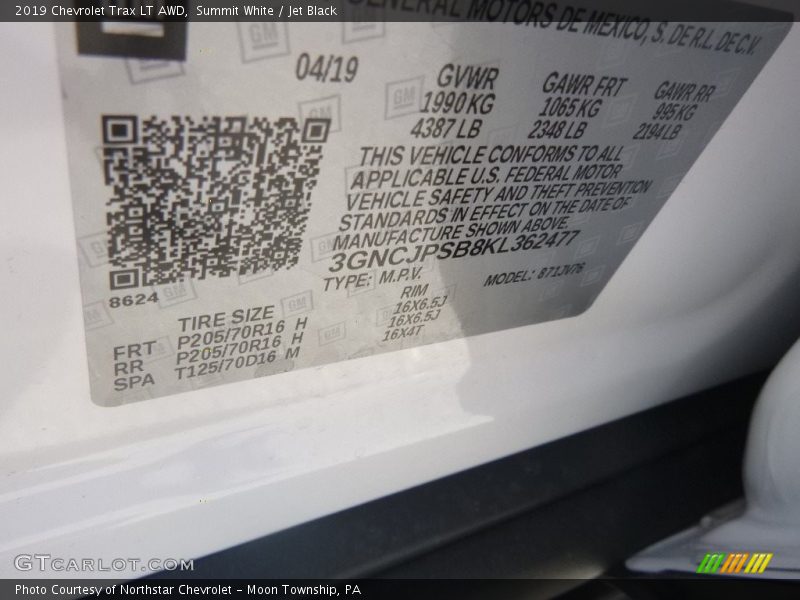 2019 Chevrolet Trax LT AWD, Summit White / Jet Black
GENERAL MOTORS DE MEXICO, S. DE R.L. DE C.V.
04/19
GVWR GAWR FRT GAWR RR
1990 KG 1065 KG 995 KG
4387 LB 2348 LB 2194 LB
THIS VEHICLE CONFORMS TO ALL
APPLICABLE U.S. FEDERAL MOTOR
VEHICLE SAFETY AND THEFT PREVENTION
STANDARDS IN EFFECT ON THE DATE OF
MANUFACTURE SHOWN ABOVE.
3GNCJPSB8KL362477
TYPE: M.P.V. MODEL: 871JV76
8624
TIRE SIZE RIM
FRT P205/70R16 H 16X6.5J
RR P205/70R16 H 16X6.5J
SPA T125/70D16 M 16X4T
GTcarlot.com
Photo Courtesy of Northstar Chevrolet - Moon Township, PA